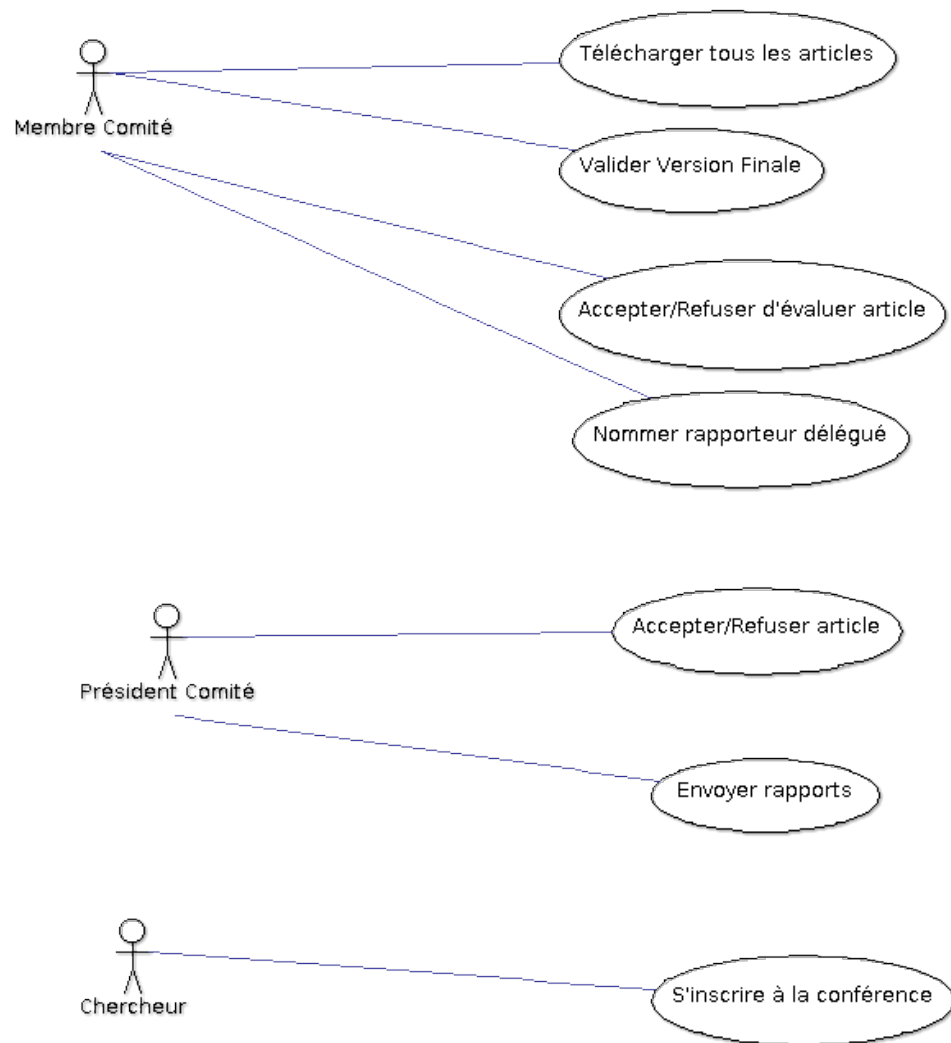 Télécharger tous les articles
Membre Comité
Valider Version Finale
Accepter/Refuser d'évaluer article
Nommer rapporteur délégué
Accepter/Refuser article
Président Comité
Envoyer rapports
S'inscrire à la conférence
Chercheur